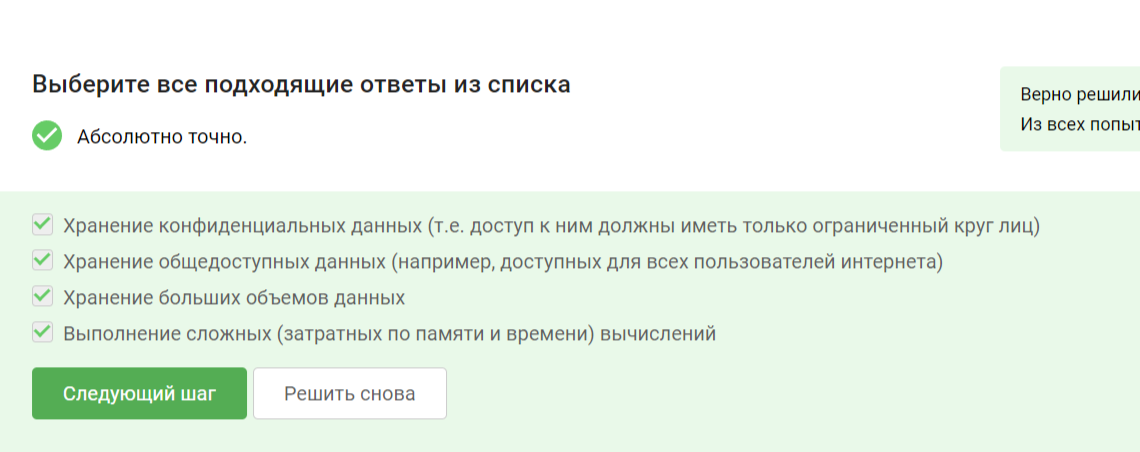 Выберите все подходящие ответы из списка
Верно решили
Из всех
Абсолютно точно.
Хранение конфиденциальных данных (т.е. доступ к ним должны иметь только ограниченный круг лиц)
Хранение общедоступных данных (например, доступных для всех пользователей интернета)
Хранение больших объемов данных
Выполнение сложных (затратных по памяти и времени) вычислений
Следующий шаг
Решить снова